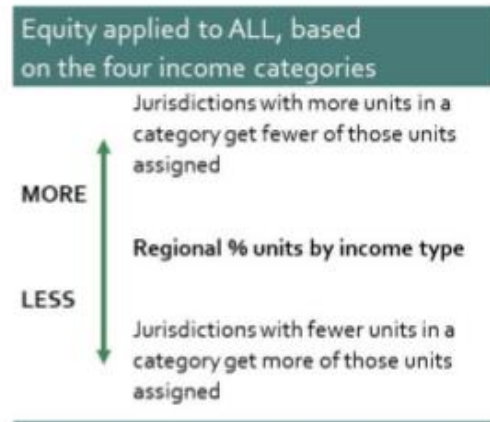 Equity applied to ALL, based
on the four income categories
Jurisdictions with more units in a
category get fewer of those units
assigned
MORE
Regional % units by income type
LESS
Jurisdictions with fewer units in a
category get more of those units
assigned